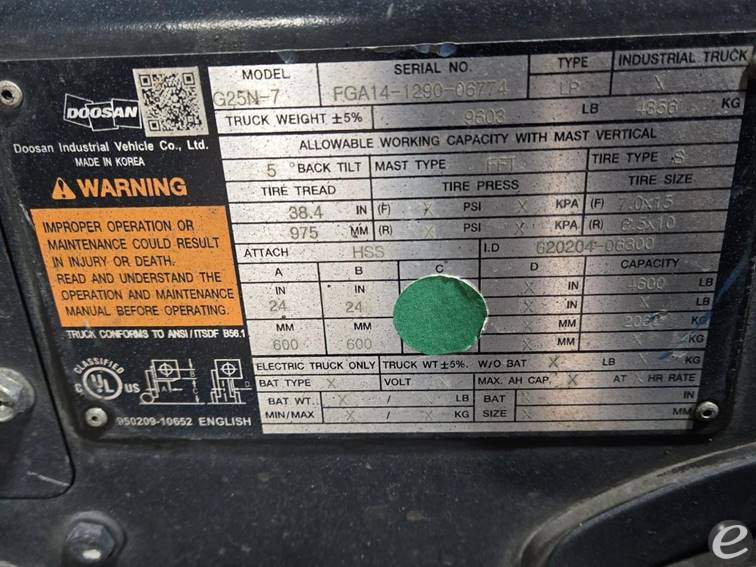 DOOSAN
Doosan Industrial Vehicle Co., Ltd.
MADE IN KOREA
WARNING
IMPROPER OPERATION OR
MAINTENANCE COULD RESULT
IN INJURY OR DEATH.
READ AND UNDERSTAND THE
OPERATION AND MAINTENANCE
MANUAL BEFORE OPERATING.
TRUCK CONFORMS TO ANSI/ITSDF B56.1
CLASSIFIED
C UL US
950209-10652 ENGLISH
MODEL SERIAL NO. TYPE INDUSTRIAL TRUCK
G25N-7 FGA14-1290-06774 LP X
TRUCK WEIGHT ±5% 9603 LB 4356 KG
ALLOWABLE WORKING CAPACITY WITH MAST VERTICAL
5 °BACK TILT MAST TYPE FFT TIRE TYPE S
TIRE TREAD TIRE PRESS TIRE SIZE
38.4 IN (F) X PSI X KPA (F) 7.0x15
975 MM (R) X PSI X KPA (R) 6.5x10
ATTACH HSS I.D 620204-06300
A B C D CAPACITY
IN IN X IN 4600 LB
24 24 X IN X LB
MM MM X MM
600 600 X MM X KG
ELECTRIC TRUCK ONLY TRUCK WT ±5%. W/O BAT X LB X KG
BAT TYPE X VOLT X MAX. AH CAP. X AT X HR RATE
BAT WT.. X / X LB BAT X IN
MIN/MAX X / X KG SIZE X MM
e